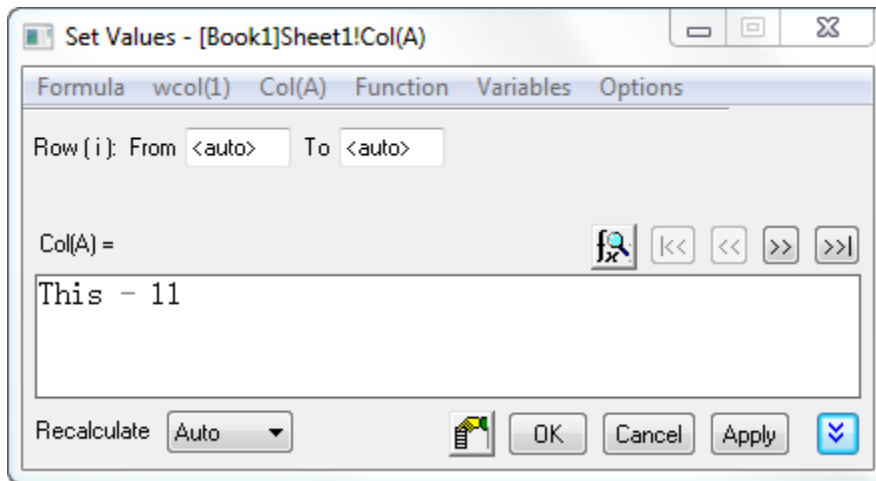 Set Values - [Book1]Sheet1!Col(A)
Formula wcol(1) Col(A) Function Variables Options
Row (i): From <auto> To <auto>
Col(A) = fx |<< << >> >>|
This - 11
Recalculate Auto OK Cancel Apply